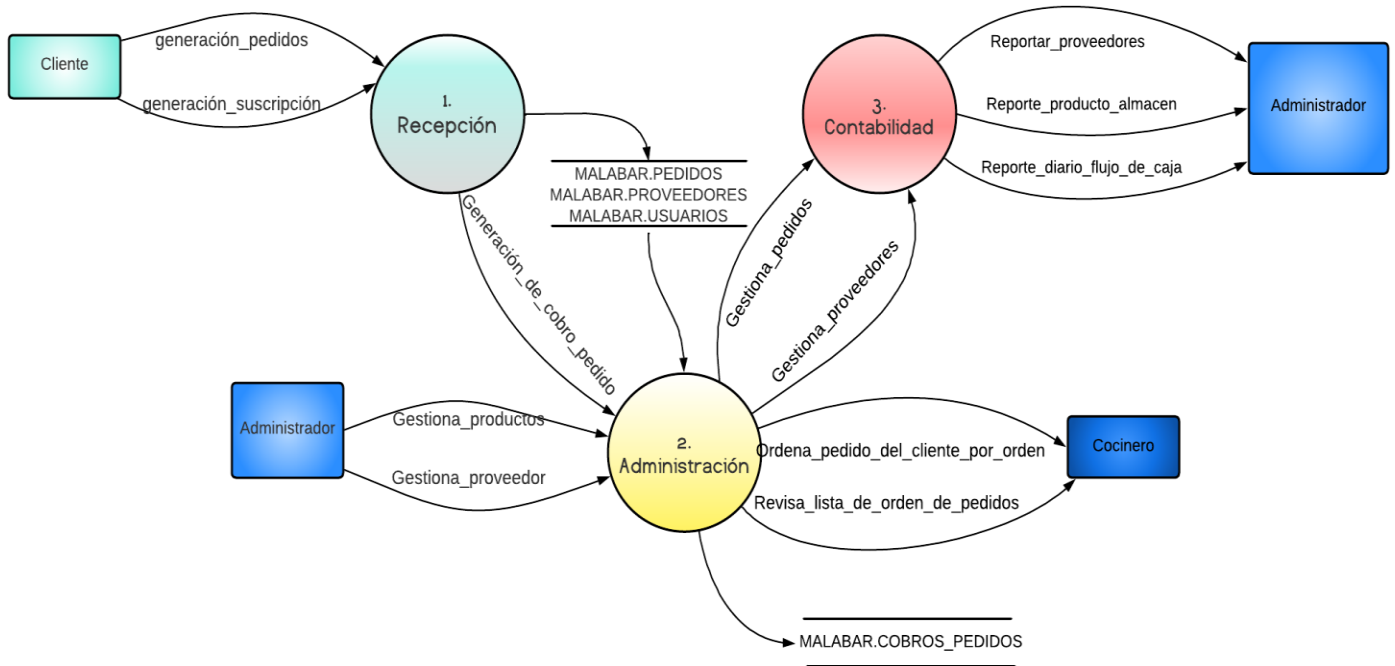 Cliente
generación_pedidos
generación_suscripción
1.
Recepción
MALABAR.PEDIDOS
MALABAR.PROVEEDORES
MALABAR.USUARIOS
Generación_de_cobro_pedido
3.
Contabilidad
Reportar_proveedores
Reporte_producto_almacen
Reporte_diario_flujo_de_caja
Administrador
Gestiona_pedidos
Gestiona_proveedores
Administrador
Gestiona_productos
Gestiona_proveedor
2.
Administración
Ordena_pedido_del_cliente_por_orden
Revisa_lista_de_orden_de_pedidos
Cocinero
MALABAR.COBROS_PEDIDOS